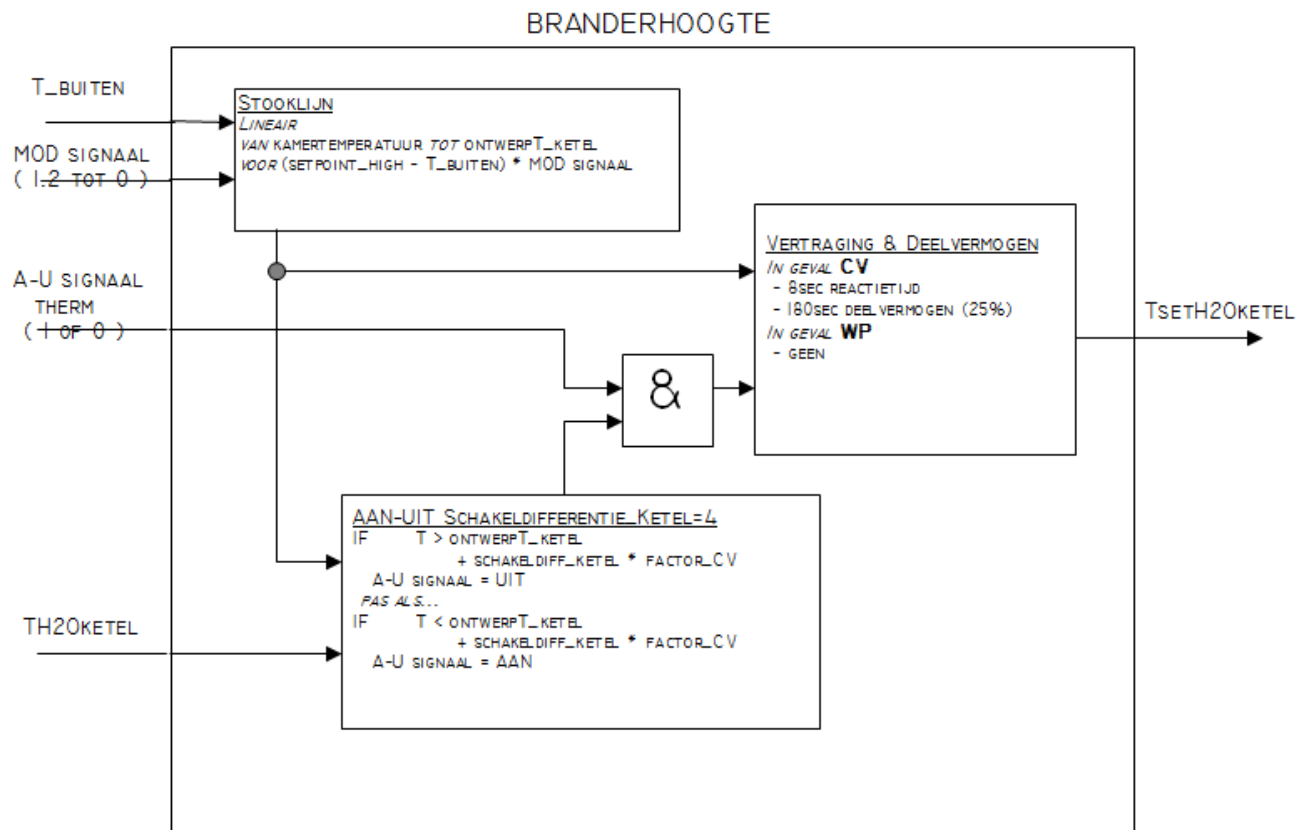 BRANDERHOOGTE
T_BUITEN
MOD SIGNAAL
( 1.2 TOT 0 )
STOOKLIJN
LINEAIR
VAN KAMERTEMPERATUUR TOT ONTWERPT_KETEL
VOOR (SETPOINT_HIGH - T_BUITEN) * MOD SIGNAAL
A-U SIGNAAL
THERM
( 1 OF 0 )
VERTRAGING & DEELVERMOGEN
IN GEVAL CV
- 8SEC REACTIETIJD
- 180SEC DEELVERMOGEN (25%)
IN GEVAL WP
- GEEN
TSETH2OKETEL
&
AAN-UIT SCHAKELDIFFERENTIE_KETEL=4
IF T > ONTWERPT_KETEL
+ SCHAKELDIFF_KETEL * FACTOR_CV
A-U SIGNAAL = UIT
PAS ALS...
IF T < ONTWERPT_KETEL
+ SCHAKELDIFF_KETEL * FACTOR_CV
A-U SIGNAAL = AAN
TH2OKETEL